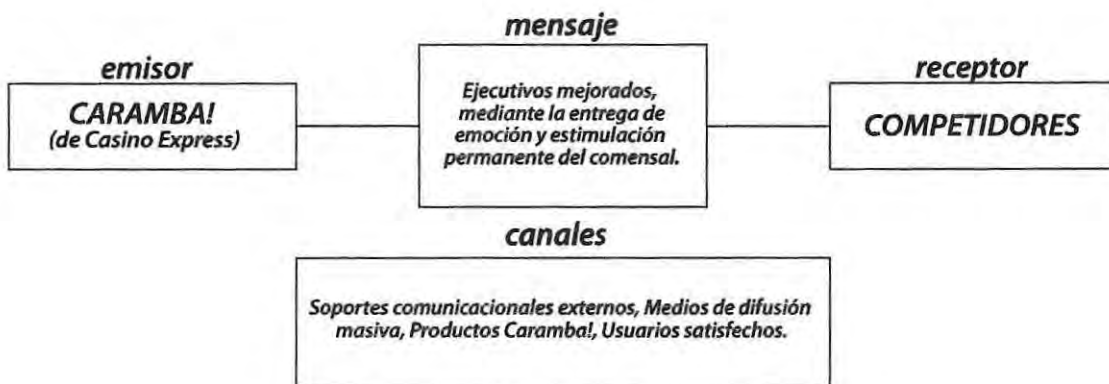 mensaje
emisor
receptor
CARAMBA!
(de Casino Express)
Ejecutivos mejorados,
mediante la entrega de
emoción y estimulación
permanente del comensal.
COMPETIDORES
canales
Soportes comunicacionales externos, Medios de difusión
masiva, Productos Caramba!, Usuarios satisfechos.